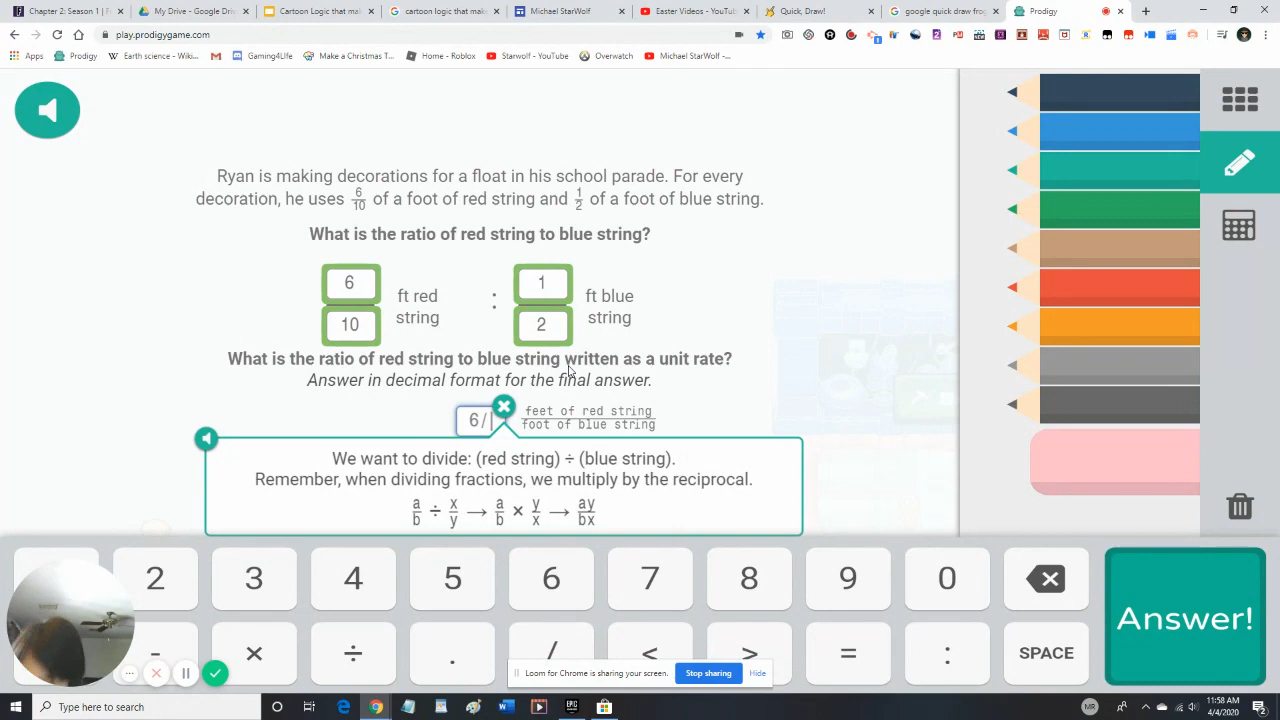 Chapter 2: Season 1 | F
My Drive - Google Driv
Cartoon Logic that mak
cartoon logic that make
Michael StarWolf
Easter Videos - YouTub
Quick, Draw!
google quick draw frog
Prodigy
play.prodigygame.com
Apps
Prodigy
Earth science - Wiki...
Gaming4Life
Make a Christmas T...
Home - Roblox
Starwolf - YouTube
Overwatch
Michael StarWolf -...
Ryan is making decorations for a float in his school parade. For every
decoration, he uses 6/10 of a foot of red string and 1/2 of a foot of blue string.
What is the ratio of red string to blue string?
6
10
ft red
string
:
1
2
ft blue
string
What is the ratio of red string to blue string written as a unit rate?
Answer in decimal format for the final answer.
6/
feet of red string
foot of blue string
We want to divide: (red string) ÷ (blue string).
Remember, when dividing fractions, we multiply by the reciprocal.
a/b ÷ x/y → a/b × y/x → ay/bx
2 3 4 5 6 7 8 9 0
Answer!
- × ÷ . / < > = : SPACE
Loom for Chrome is sharing your screen.
Stop sharing
Hide
Type here to search
EPIC
MR
11:58 AM
4/4/2020
2